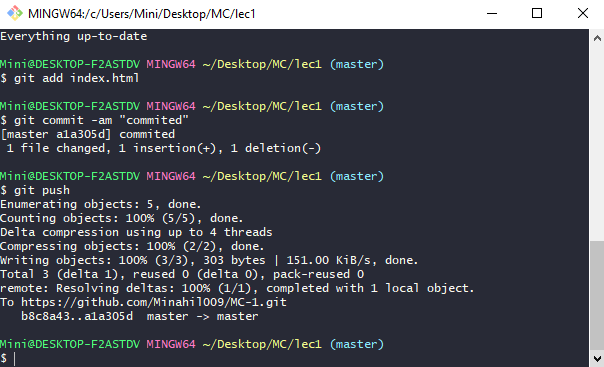 MINGW64:/c/Users/Mini/Desktop/MC/lec1
Everything up-to-date
Mini@DESKTOP-F2ASTDV MINGW64 ~/Desktop/MC/lec1 (master)
$ git add index.html
Mini@DESKTOP-F2ASTDV MINGW64 ~/Desktop/MC/lec1 (master)
$ git commit -am "commited"
[master a1a305d] commited
 1 file changed, 1 insertion(+), 1 deletion(-)
Mini@DESKTOP-F2ASTDV MINGW64 ~/Desktop/MC/lec1 (master)
$ git push
Enumerating objects: 5, done.
Counting objects: 100% (5/5), done.
Delta compression using up to 4 threads
Compressing objects: 100% (2/2), done.
Writing objects: 100% (3/3), 303 bytes | 151.00 KiB/s, done.
Total 3 (delta 1), reused 0 (delta 0), pack-reused 0
remote: Resolving deltas: 100% (1/1), completed with 1 local object.
To https://github.com/Minahil009/MC-1.git
   b8c8a43..a1a305d  master -> master
Mini@DESKTOP-F2ASTDV MINGW64 ~/Desktop/MC/lec1 (master)
$